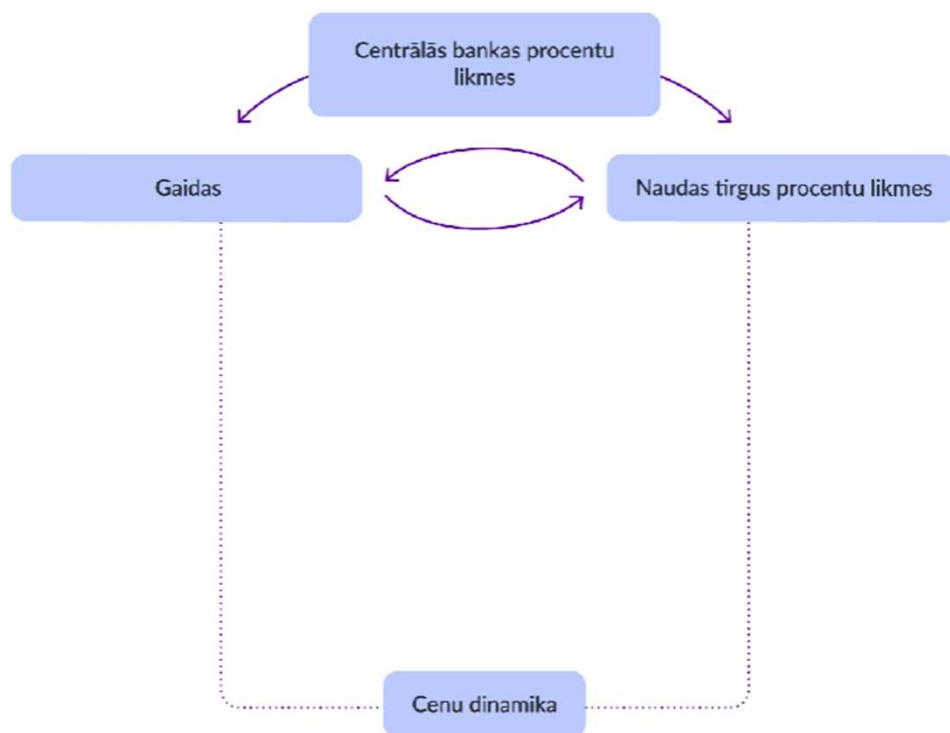 Centrālās bankas procentu
likmes
Gaidas
Naudas tirgus procentu likmes
Cenu dinamika